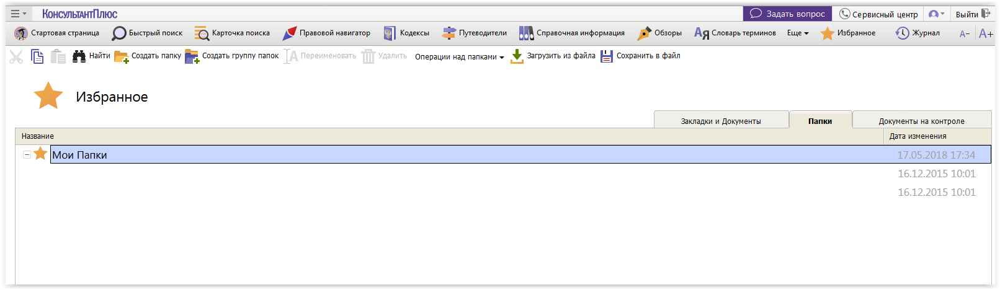 КонсультантПлюс Задать вопрос Сервисный центр Выйти
Стартовая страница Быстрый поиск Карточка поиска Правовой навигатор Кодексы Путеводители Справочная информация Обзоры Словарь терминов Еще Избранное Журнал А- А+
Найти Создать папку Создать группу папок Переименовать Удалить Операции над папками Загрузить из файла Сохранить в файл
Избранное
Закладки и Документы Папки Документы на контроле
Название Дата изменения
Мои Папки 17.05.2018 17:34
16.12.2015 10:01
16.12.2015 10:01